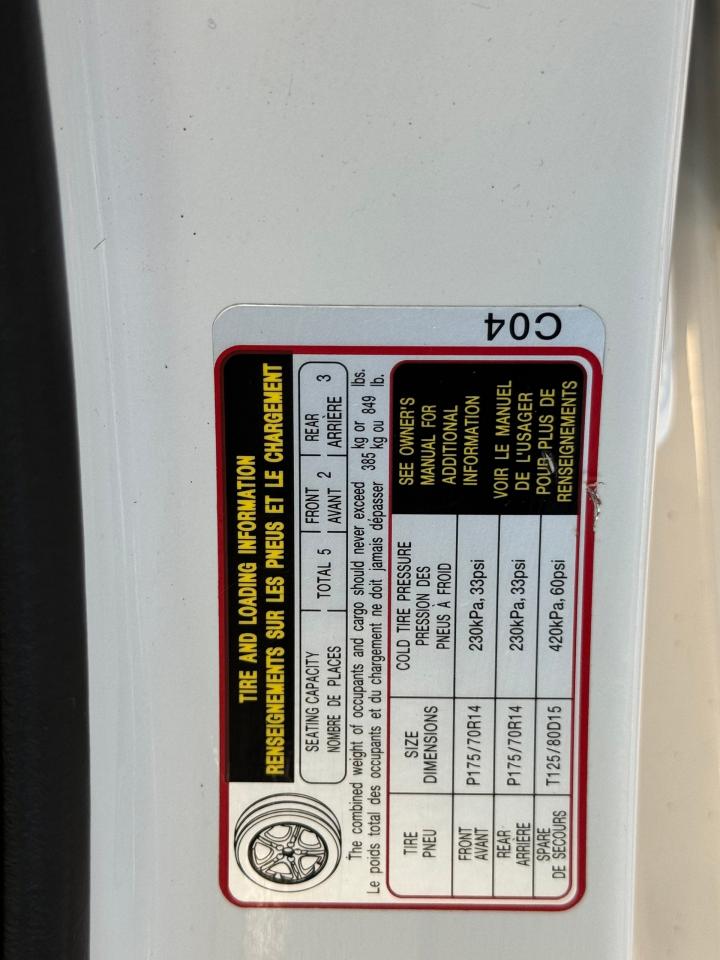 C04
TIRE AND LOADING INFORMATION
RENSEIGNEMENTS SUR LES PNEUS ET LE CHARGEMENT
SEATING CAPACITY TOTAL 5 FRONT 2 REAR 3
NOMBRE DE PLACES AVANT ARRIÈRE
The combined weight of occupants and cargo should never exceed 385 kg or 849 lbs.
Le poids total des occupants et du chargement ne doit jamais dépasser kg ou lb.
TIRE SIZE COLD TIRE PRESSURE
PNEU DIMENSIONS PRESSION DES
PNEUS À FROID
FRONT P175/70R14 230kPa, 33psi
AVANT
REAR P175/70R14 230kPa, 33psi
ARRIÈRE
SPARE T125/80D15 420kPa, 60psi
DE SECOURS
SEE OWNER'S
MANUAL FOR
ADDITIONAL
INFORMATION
VOIR LE MANUEL
DE L'USAGER
POUR PLUS DE
RENSEIGNEMENTS